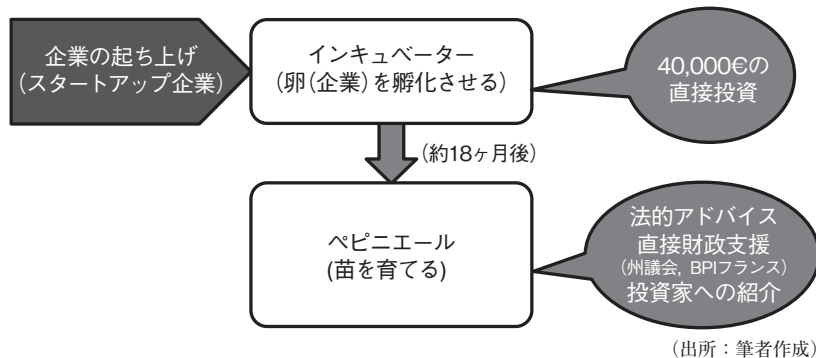 企業の起ち上げ
(スタートアップ企業)
インキュベーター
(卵(企業)を孵化させる)
40,000€の
直接投資
(約18ヶ月後)
ペピニエール
(苗を育てる)
法的アドバイス
直接財政支援
(州議会, BPIフランス)
投資家への紹介
(出所：筆者作成)